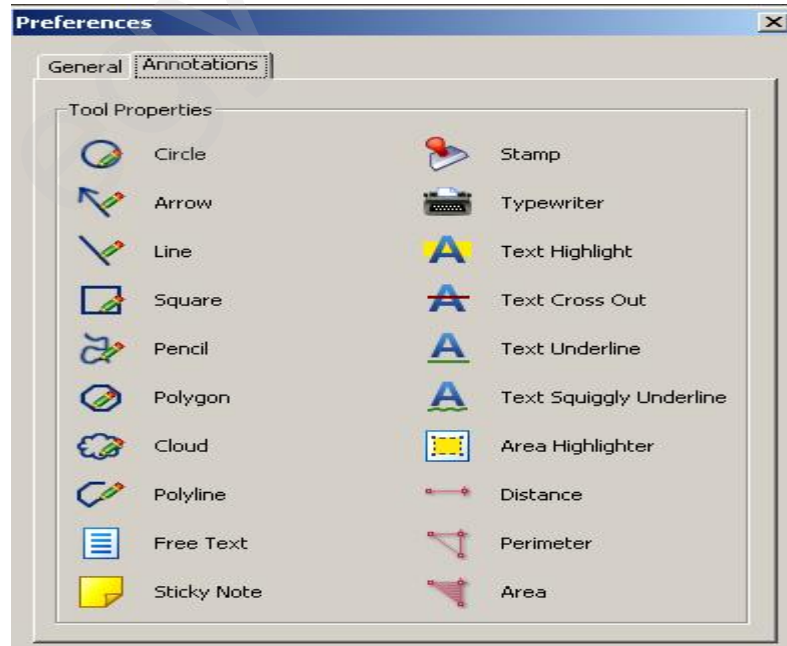 Preferences
General Annotations
Tool Properties
Circle Stamp
Arrow Typewriter
Line Text Highlight
Square Text Cross Out
Pencil Text Underline
Polygon Text Squiggly Underline
Cloud Area Highlighter
Polyline Distance
Free Text Perimeter
Sticky Note Area